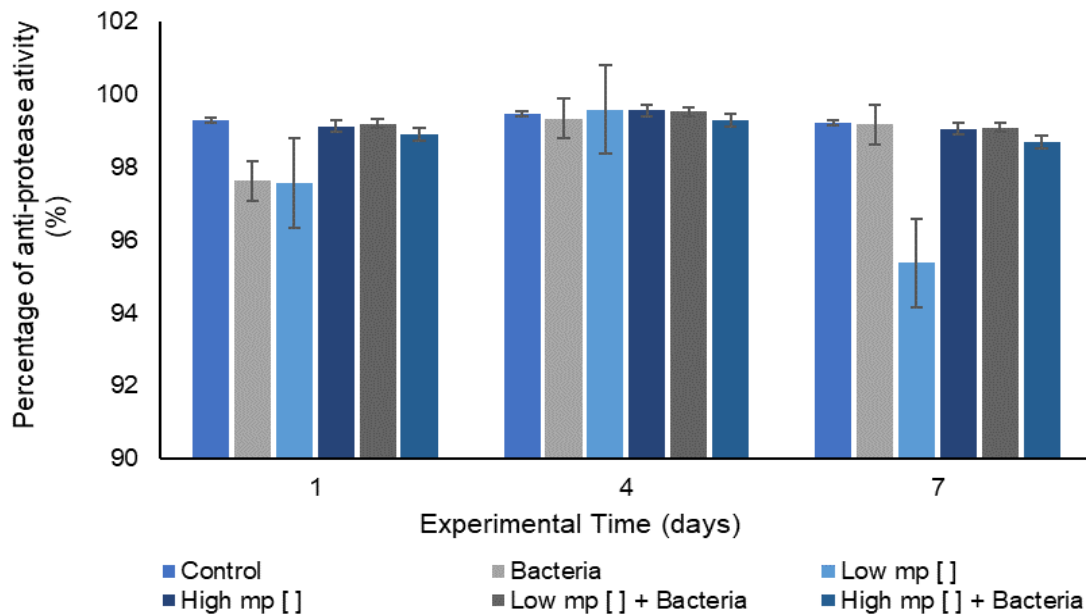 Percentage of anti-protease ativity
(%)
102
100
98
96
94
92
90
1 4 7
Experimental Time (days)
Control Bacteria Low mp [ ]
High mp [ ] Low mp [ ] + Bacteria High mp [ ] + Bacteria